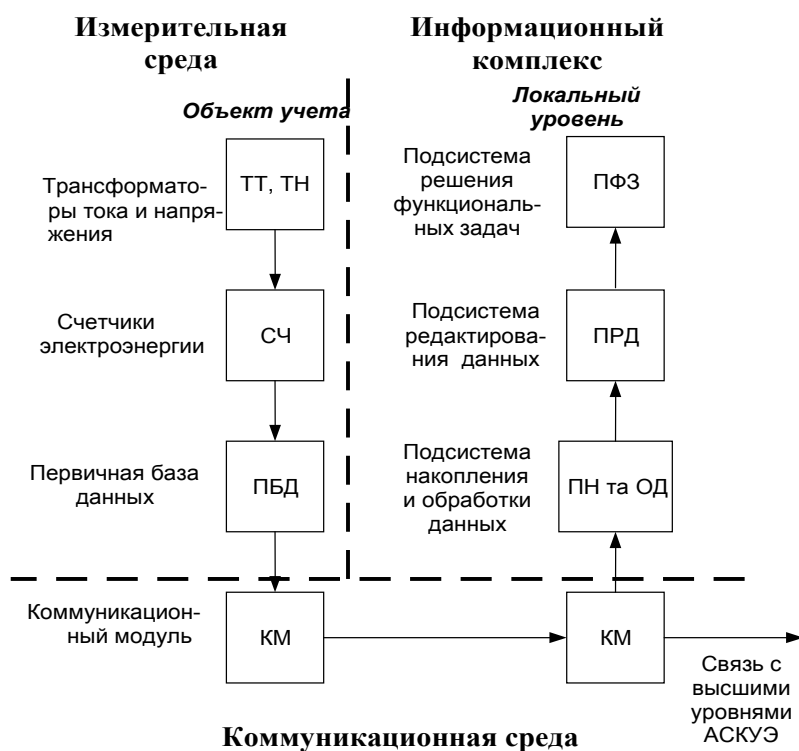 Измерительная
среда
Информационный
комплекс
Объект учета
Локальный
уровень
Трансформато-
ры тока и напря-
жения
ТТ, ТН
Подсистема
решения
функциональ-
ных задач
ПФЗ
Счетчики
электроэнергии
СЧ
Подсистема
редактирова-
ния данных
ПРД
Первичная база
данных
ПБД
Подсистема
накопления
и обработки
данных
ПН та ОД
Коммуникацион-
ный модуль
КМ
КМ
Связь с
высшими
уровнями
АСКУЭ
Коммуникационная среда